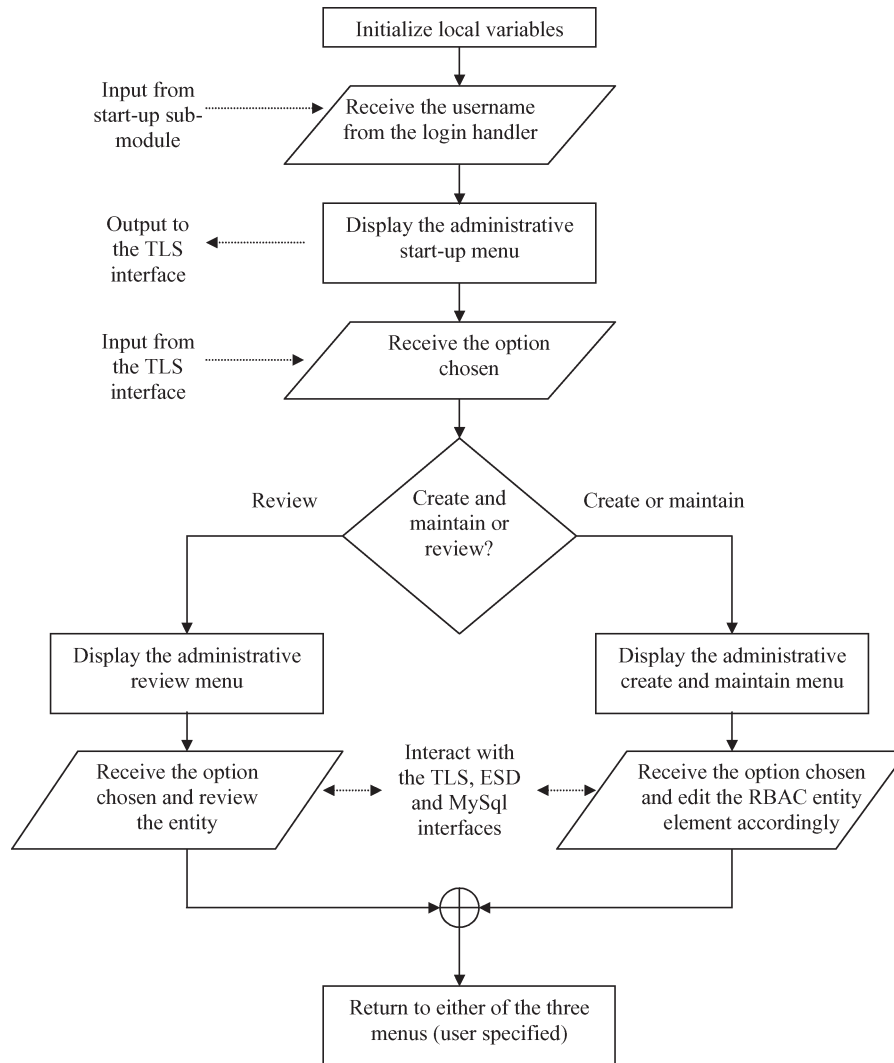 Initialize local variables
Input from
start-up sub-
module
Receive the username
from the login handler
Output to
the TLS
interface
Display the administrative
start-up menu
Input from
the TLS
interface
Receive the option
chosen
Review
Create and
maintain or
review?
Create or maintain
Display the administrative
review menu
Display the administrative
create and maintain menu
Receive the option
chosen and review
the entity
Interact with
the TLS, ESD
and MySql
interfaces
Receive the option chosen
and edit the RBAC entity
element accordingly
Return to either of the three
menus (user specified)